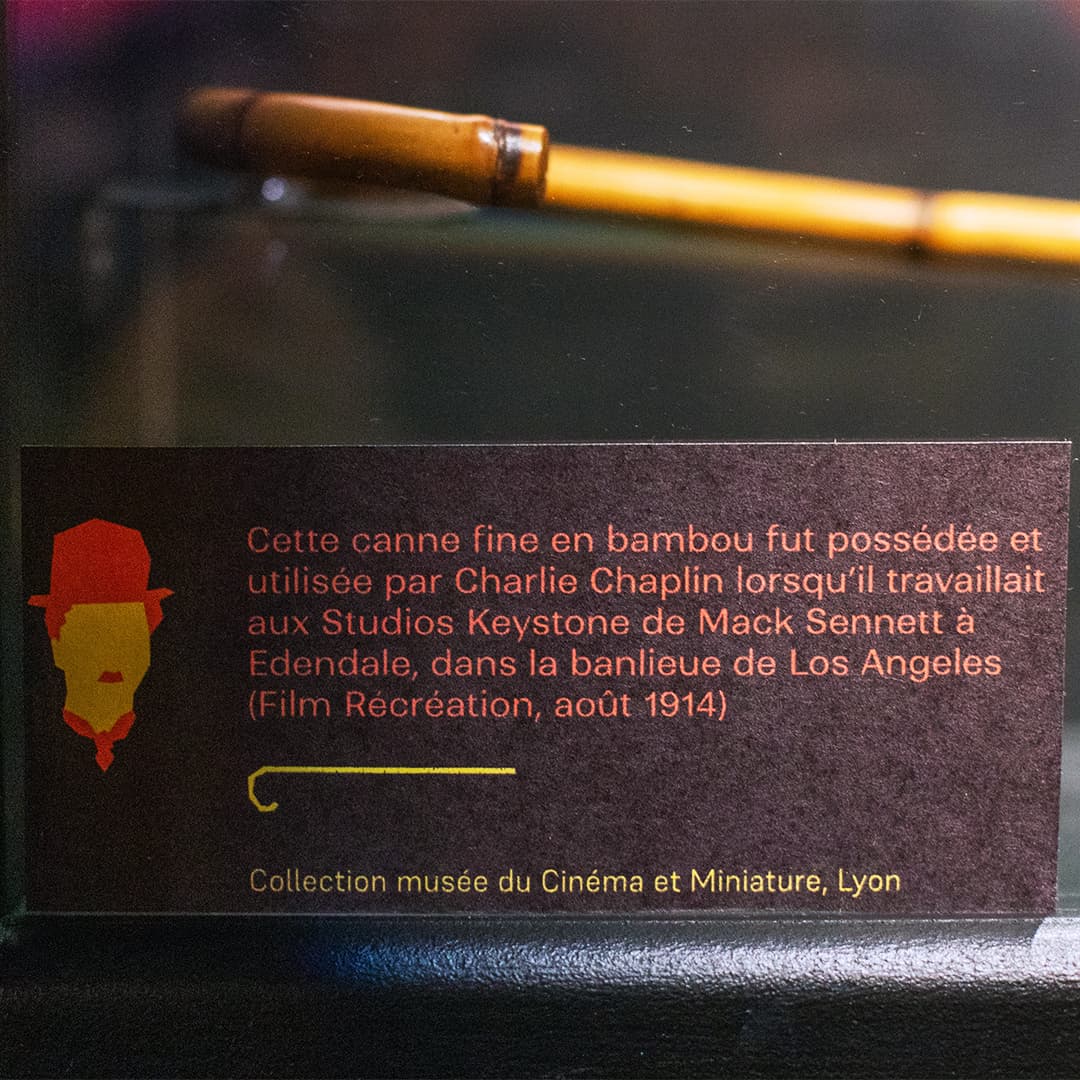 Cette canne fine en bambou fut possédée et
utilisée par Charlie Chaplin lorsqu’il travaillait
aux Studios Keystone de Mack Sennett à
Edendale, dans la banlieue de Los Angeles
(Film Récréation, août 1914)
Collection musée du Cinéma et Miniature, Lyon